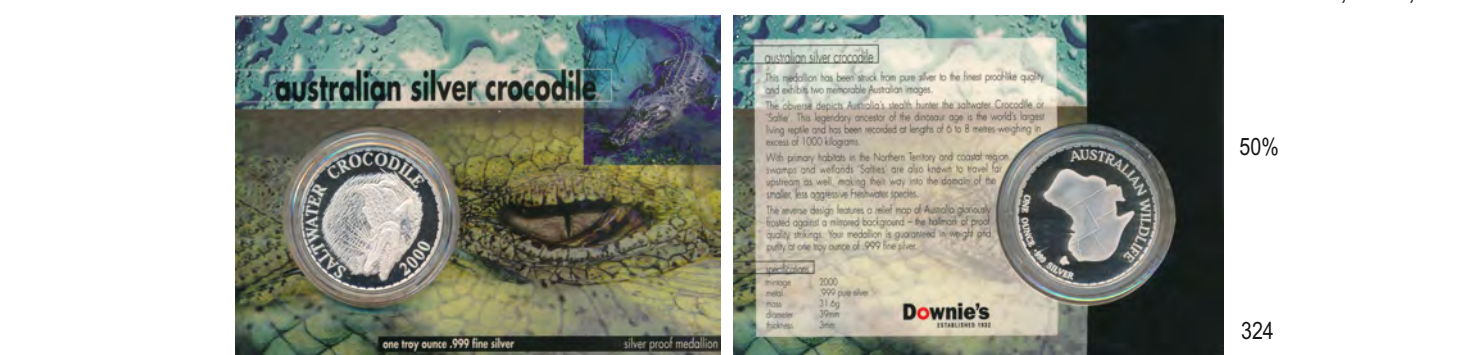 australian silver crocodile
SALTWATER CROCODILE
2000
one troy ounce .999 fine silver
silver proof medallion
australian silver crocodile
This medallion has been struck from pure silver to the finest proof-like quality
and exhibits two memorable Australian images.
The obverse depicts Australia's stealth hunter the saltwater Crocodile or
'Saltie'. This legendary ancestor of the dinosaur age is the world's largest
living reptile and has been recorded at lengths of 6 to 8 metres weighing in
excess of 1000 kilograms.
With primary habitats in the Northern Territory and coastal region
swamps and wetlands 'Salties' are also known to travel far
upstream as well, making their way into the domain of the
smaller, less aggressive Freshwater species.
The reverse design features a relief map of Australia gloriously
frosted against a mirrored background – the hallmark of proof
quality strikings. Your medallion is guaranteed in weight and
purity at one troy ounce of .999 fine silver.
specifications
mintage 2000
metal .999 pure silver
mass 31.6g
diameter 39mm
thickness 3mm
Downie's
ESTABLISHED 1932
AUSTRALIAN WILDLIFE
ONE OUNCE .999 SILVER
50%
324